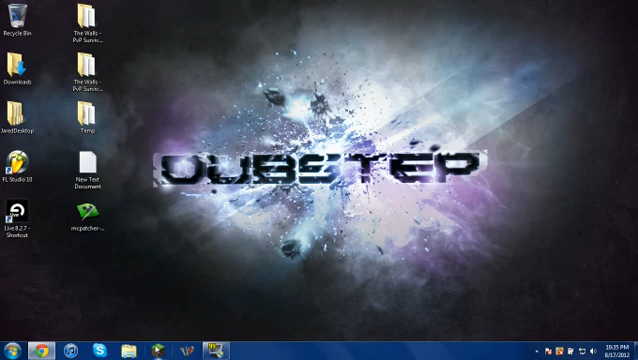 Recycle Bin
The Walls -
PvP Surviv...
Downloads
The Walls -
PvP Surviv...
JaredDesktop
Temp
FL Studio 10
New Text
Document
Live 8.2.7 -
Shortcut
mcpatcher-...
DUBSTEP
10:35 PM
8/17/2012